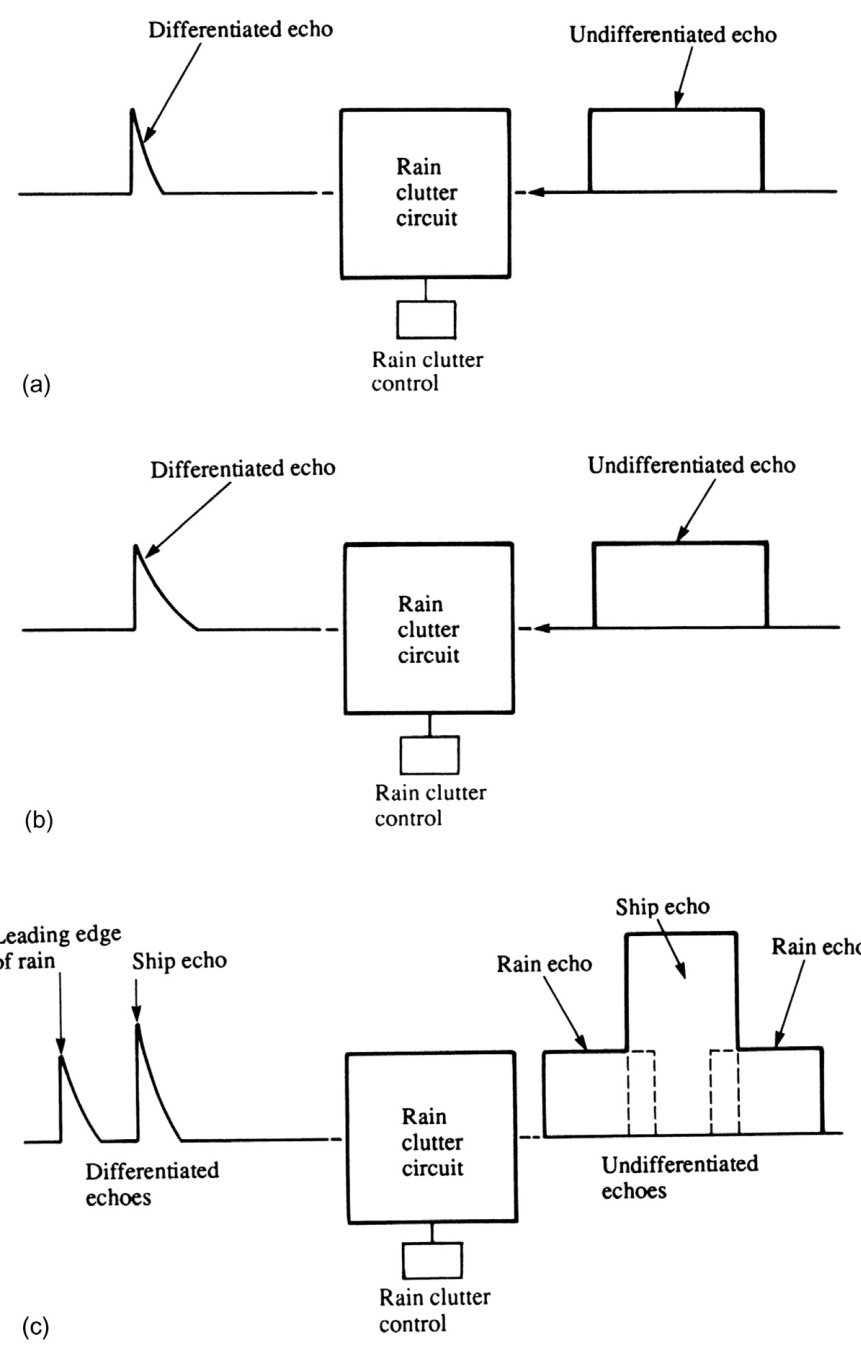 Differentiated echo
Undifferentiated echo
Rain
clutter
circuit
Rain clutter
control
(a)
Differentiated echo
Undifferentiated echo
Rain
clutter
circuit
Rain clutter
control
(b)
Ship echo
Leading edge
of rain
Ship echo
Rain echo
Rain echo
Rain
clutter
circuit
Differentiated
echoes
Undifferentiated
echoes
Rain clutter
control
(c)